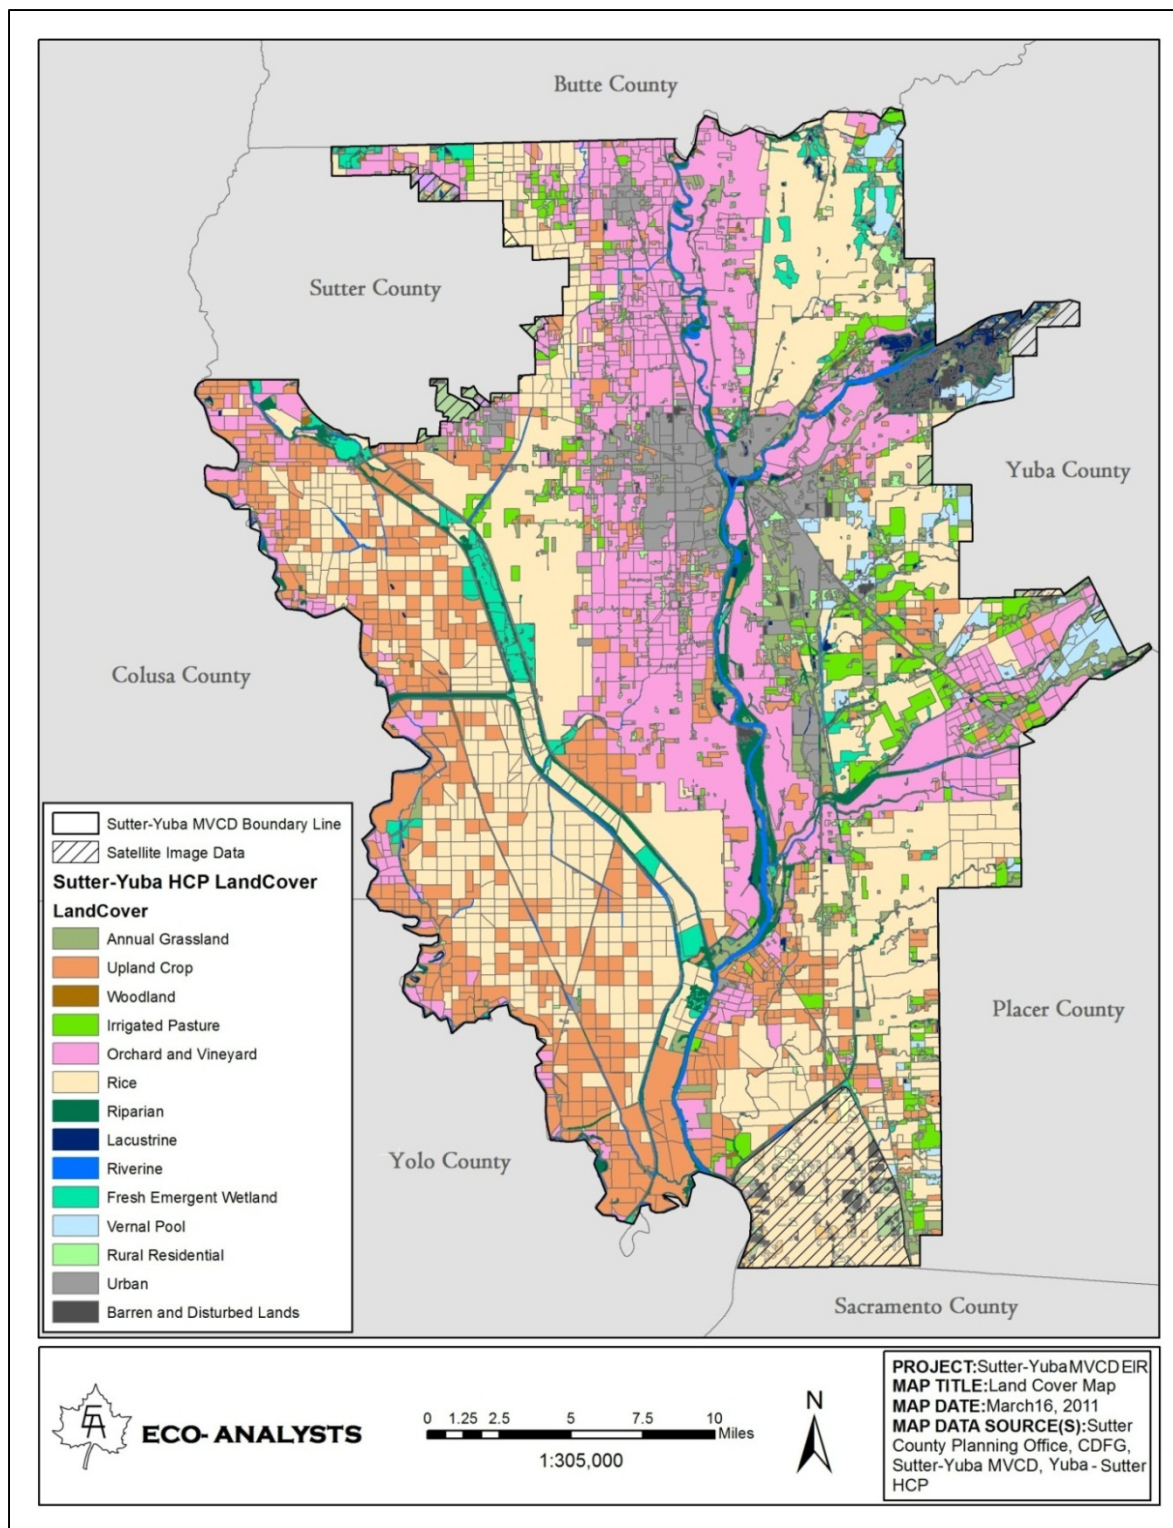 Butte County
Sutter County
Yuba County
Colusa County
Placer County
Yolo County
Sacramento County
Sutter-Yuba MVCD Boundary Line
Satellite Image Data
Sutter-Yuba HCP LandCover
LandCover
Annual Grassland
Upland Crop
Woodland
Irrigated Pasture
Orchard and Vineyard
Rice
Riparian
Lacustrine
Riverine
Fresh Emergent Wetland
Vernal Pool
Rural Residential
Urban
Barren and Disturbed Lands
EA
ECO-ANALYSTS
0 1.25 2.5 5 7.5 10
Miles
1:305,000
N
PROJECT:Sutter-YubaMVCDEIR
MAP TITLE:Land Cover Map
MAP DATE:March16, 2011
MAP DATA SOURCE(S):Sutter
County Planning Office, CDFG,
Sutter-Yuba MVCD, Yuba-Sutter
HCP